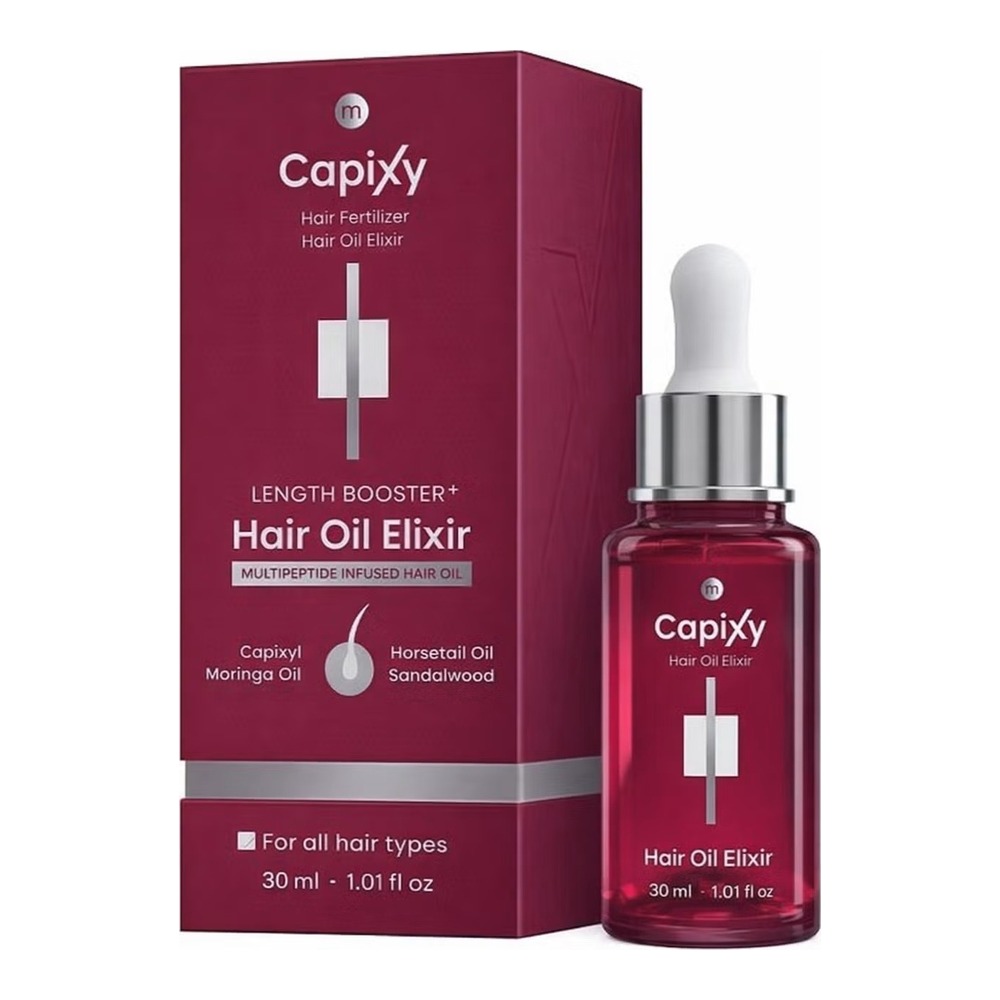 m
Capixy
Hair Fertilizer
Hair Oil Elixir
LENGTH BOOSTER+
Hair Oil Elixir
MULTIPEPTIDE INFUSED HAIR OIL
Capixyl
Moringa Oil
Horsetail Oil
Sandalwood
For all hair types
30 ml - 1.01 fl oz
m
Capixy
Hair Oil Elixir
Hair Oil Elixir
30 ml - 1.01 fl oz